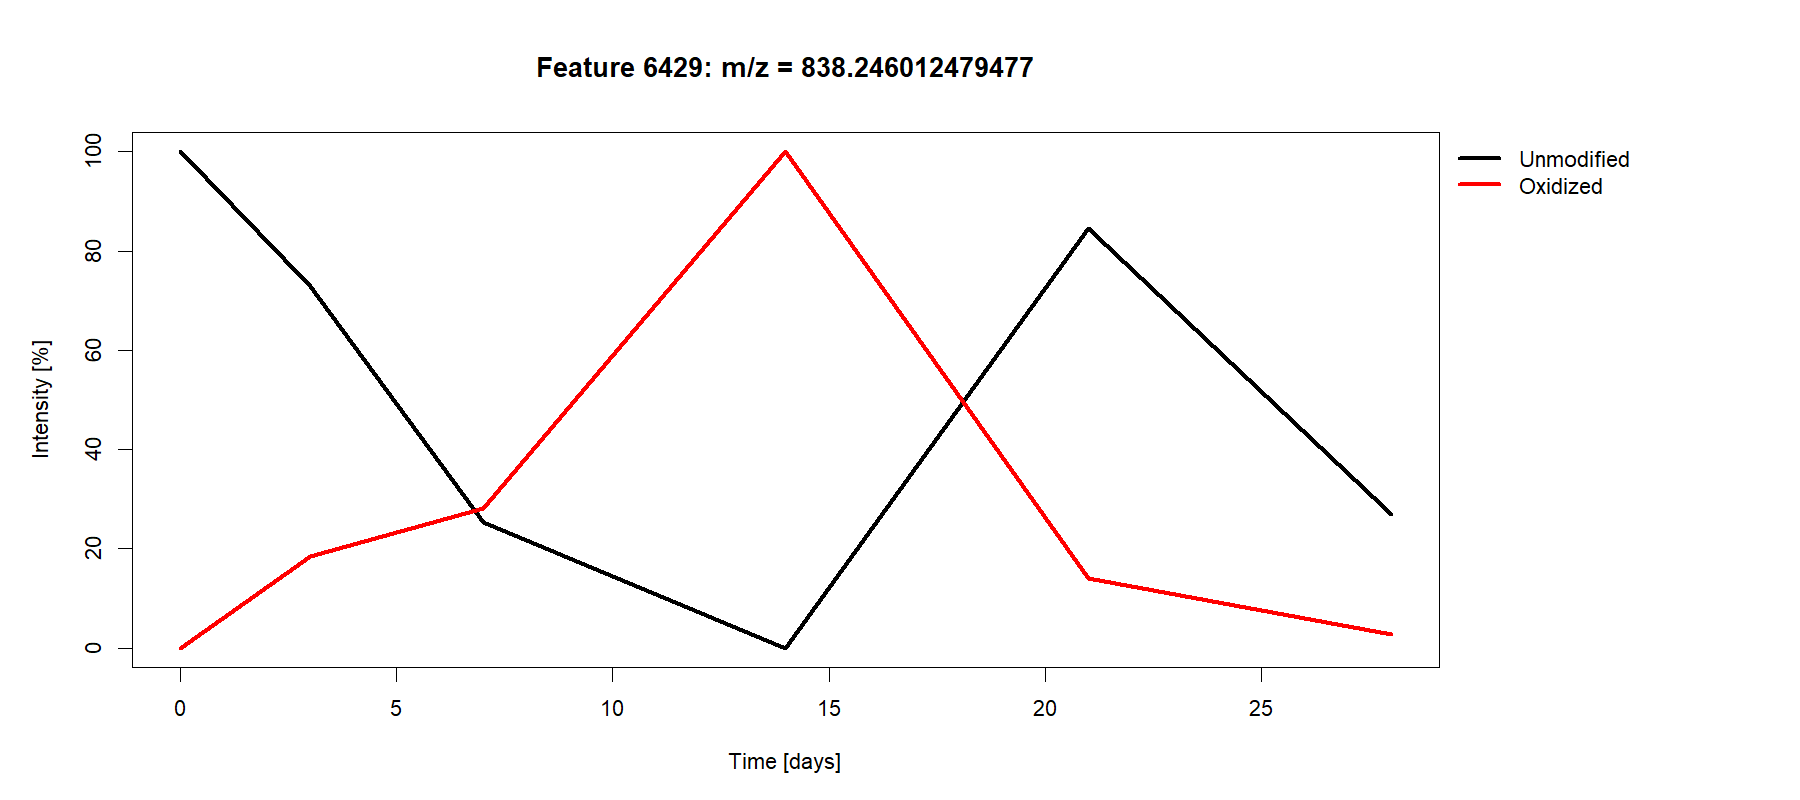 Feature 6429: m/z = 838.246012479477
Unmodified
Oxidized
Intensity [%]
100
80
60
40
20
0
0 5 10 15 20 25
Time [days]